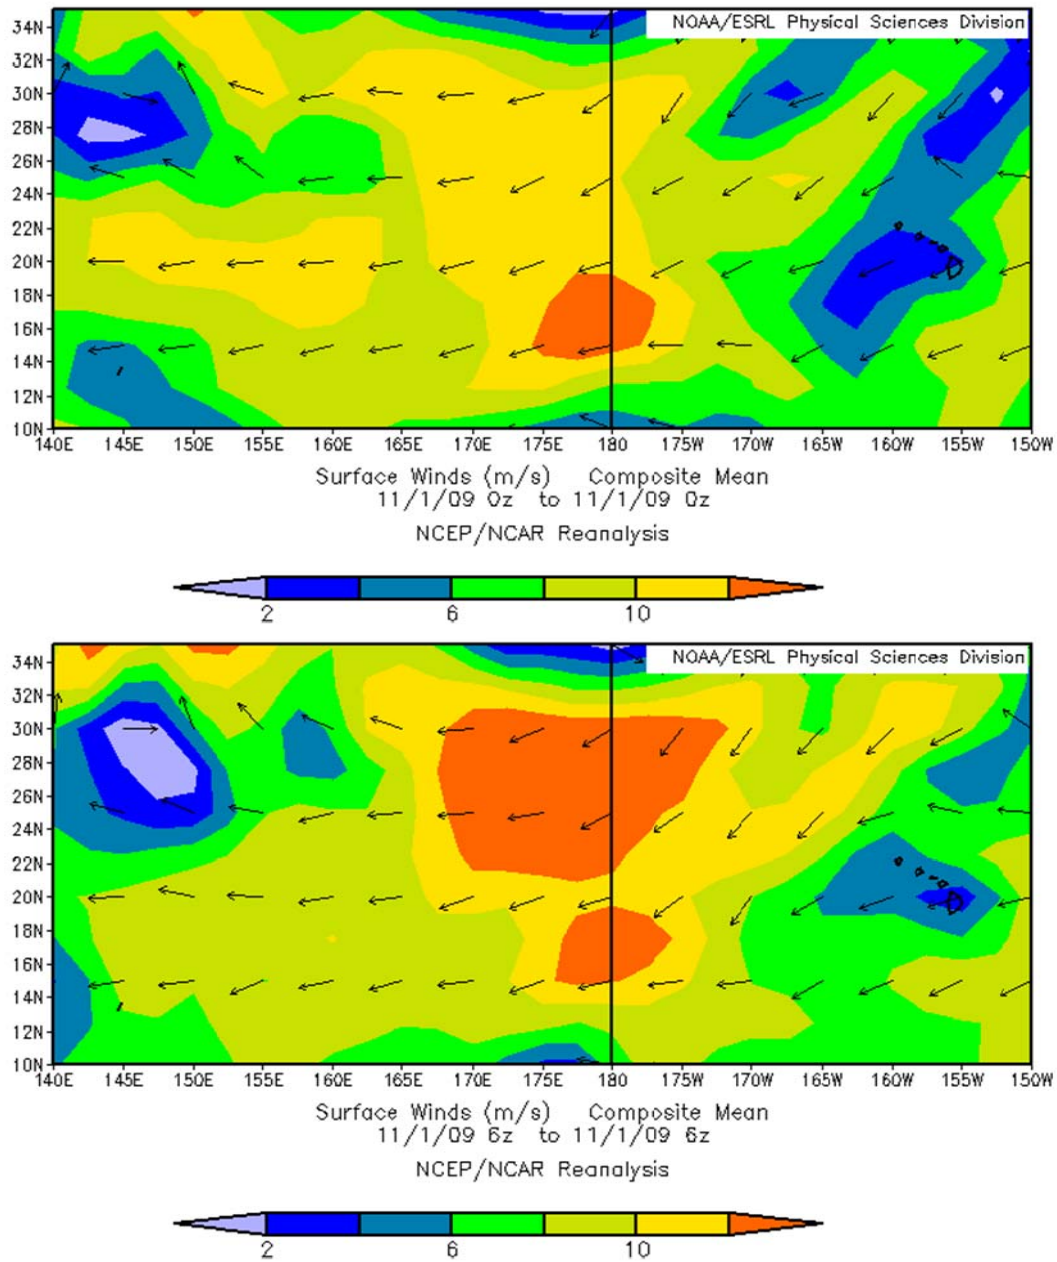 34N
NOAA/ESRL Physical Sciences Division
32N
30N
28N
26N
24N
22N
20N
18N
16N
14N
12N
10N
140E 145E 150E 155E 160E 165E 170E 175E 180 175W 170W 165W 160W 155W 150W
Surface Winds (m/s) Composite Mean
11/1/09 0z to 11/1/09 0z
NCEP/NCAR Reanalysis
2 6 10
34N
NOAA/ESRL Physical Sciences Division
32N
30N
28N
26N
24N
22N
20N
18N
16N
14N
12N
10N
140E 145E 150E 155E 160E 165E 170E 175E 180 175W 170W 165W 160W 155W 150W
Surface Winds (m/s) Composite Mean
11/1/09 6z to 11/1/09 6z
NCEP/NCAR Reanalysis
2 6 10